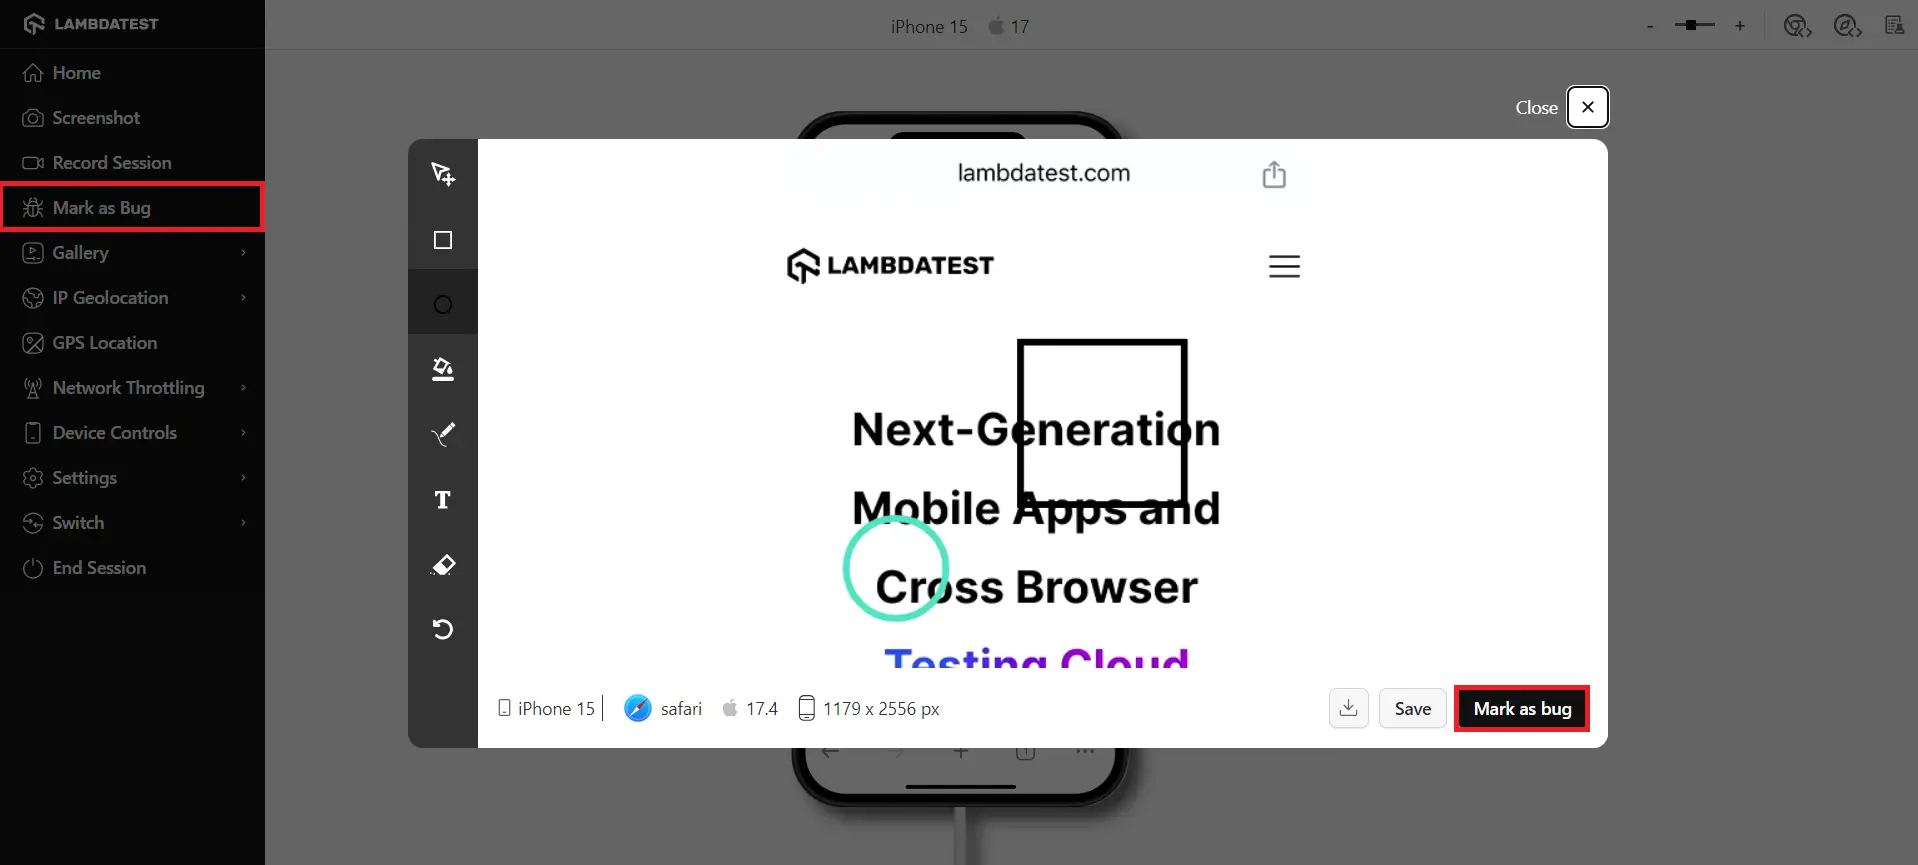 LAMBDATEST
iPhone 15 17
- +
Home
Screenshot
Record Session
Mark as Bug
Gallery
IP Geolocation
GPS Location
Network Throttling
Device Controls
Settings
Switch
End Session
Close
lambdatest.com
LAMBDATEST
Next-Generation
Mobile Apps and
Cross Browser
Testing Cloud
T
iPhone 15 safari 17.4 1179 x 2556 px
Save Mark as bug
1